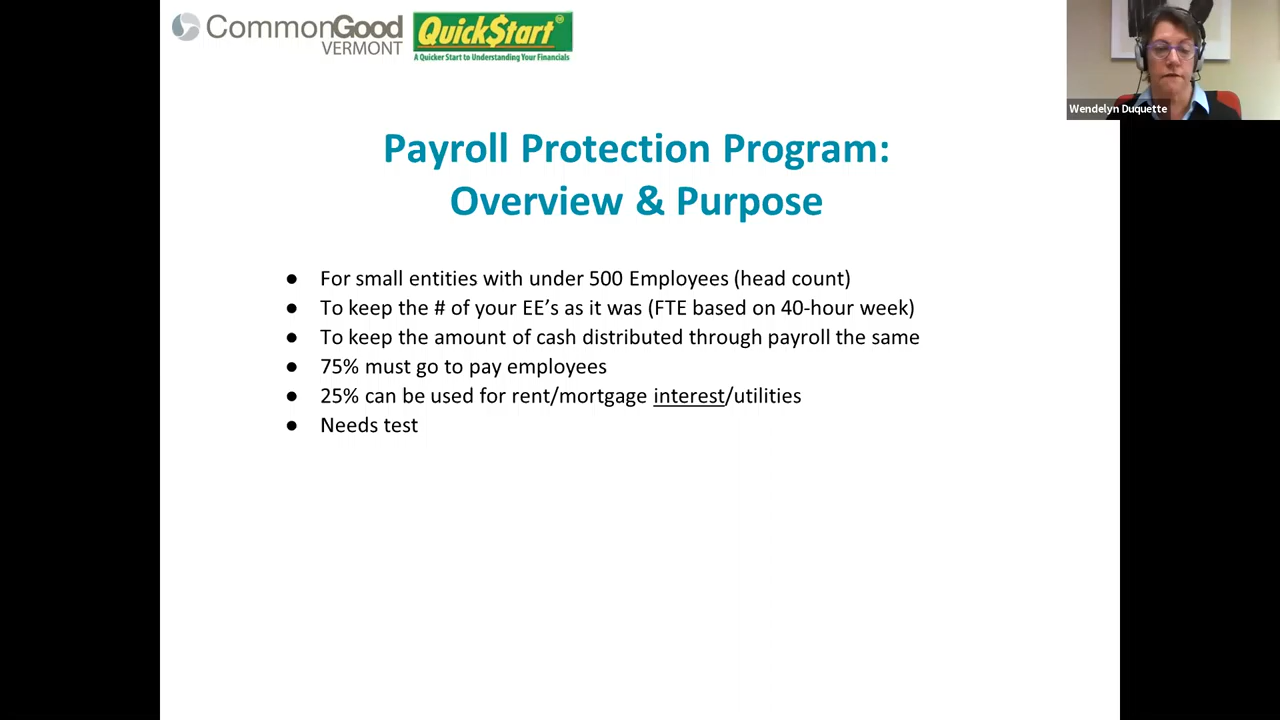 CommonGood
VERMONT
QuickStart
A Quicker Start to Understanding Your Financials
Wendelyn Duquette
Payroll Protection Program:
Overview & Purpose
● For small entities with under 500 Employees (head count)
● To keep the # of your EE's as it was (FTE based on 40-hour week)
● To keep the amount of cash distributed through payroll the same
● 75% must go to pay employees
● 25% can be used for rent/mortgage interest/utilities
● Needs test